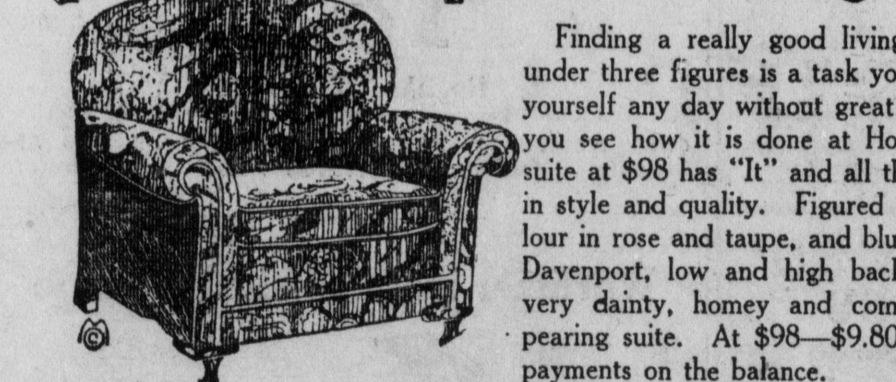 Finding a really good living
under three figures is a task yo
yourself any day without great
you see how it is done at Ho
suite at $98 has "It" and all th
in style and quality. Figured
lour in rose and taupe, and blu
Davenport, low and high back
very dainty, homey and com
pearing suite. At $98—$9.80
payments on the balance.